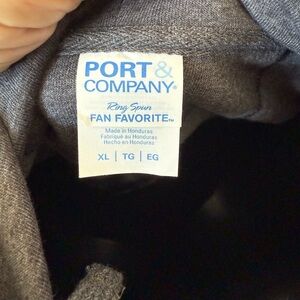 PORT &
COMPANY®
Ring Spun
FAN FAVORITE™
Made in Honduras
Fabriqué au Honduras
Hecho en Honduras
XL | TG | EG